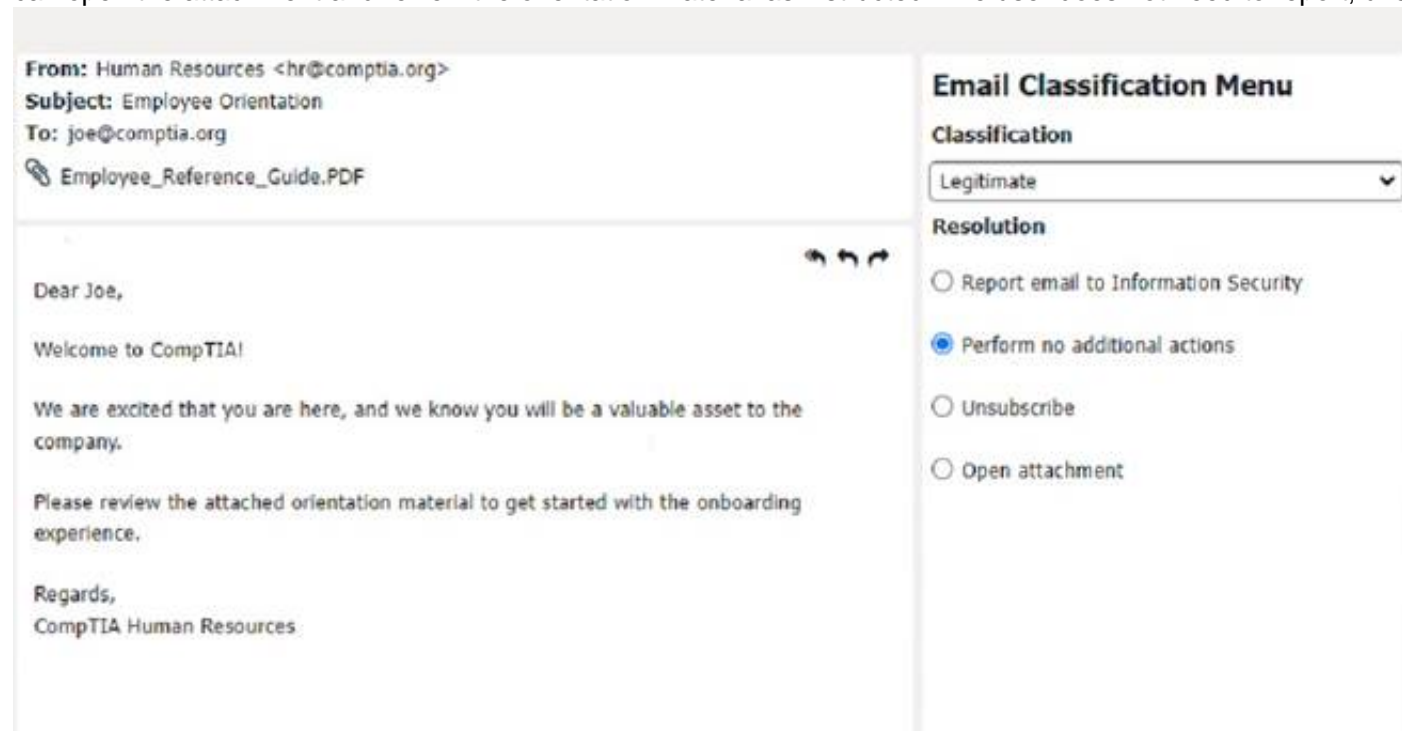 From: Human Resources <hr@comptia.org>
Subject: Employee Orientation
To: joe@comptia.org
Employee_Reference_Guide.PDF
Dear Joe,
Welcome to CompTIA!
We are excited that you are here, and we know you will be a valuable asset to the
company.
Please review the attached orientation material to get started with the onboarding
experience.
Regards,
CompTIA Human Resources
Email Classification Menu
Classification
Legitimate
Resolution
Report email to Information Security
Perform no additional actions
Unsubscribe
Open attachment